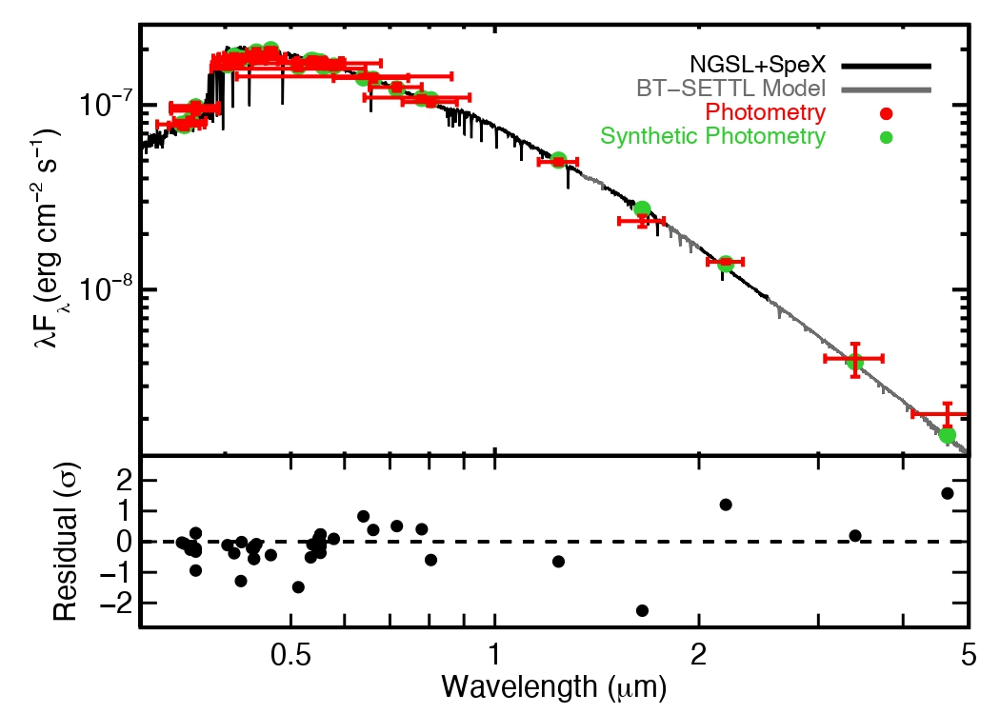 NGSL+SpeX
BT−SETTL Model
Photometry
Synthetic Photometry
10⁻⁷
10⁻⁸
λF_λ(erg cm⁻² s⁻¹)
2
1
0
−1
−2
Residual (σ)
0.5 1 2 5
Wavelength (μm)